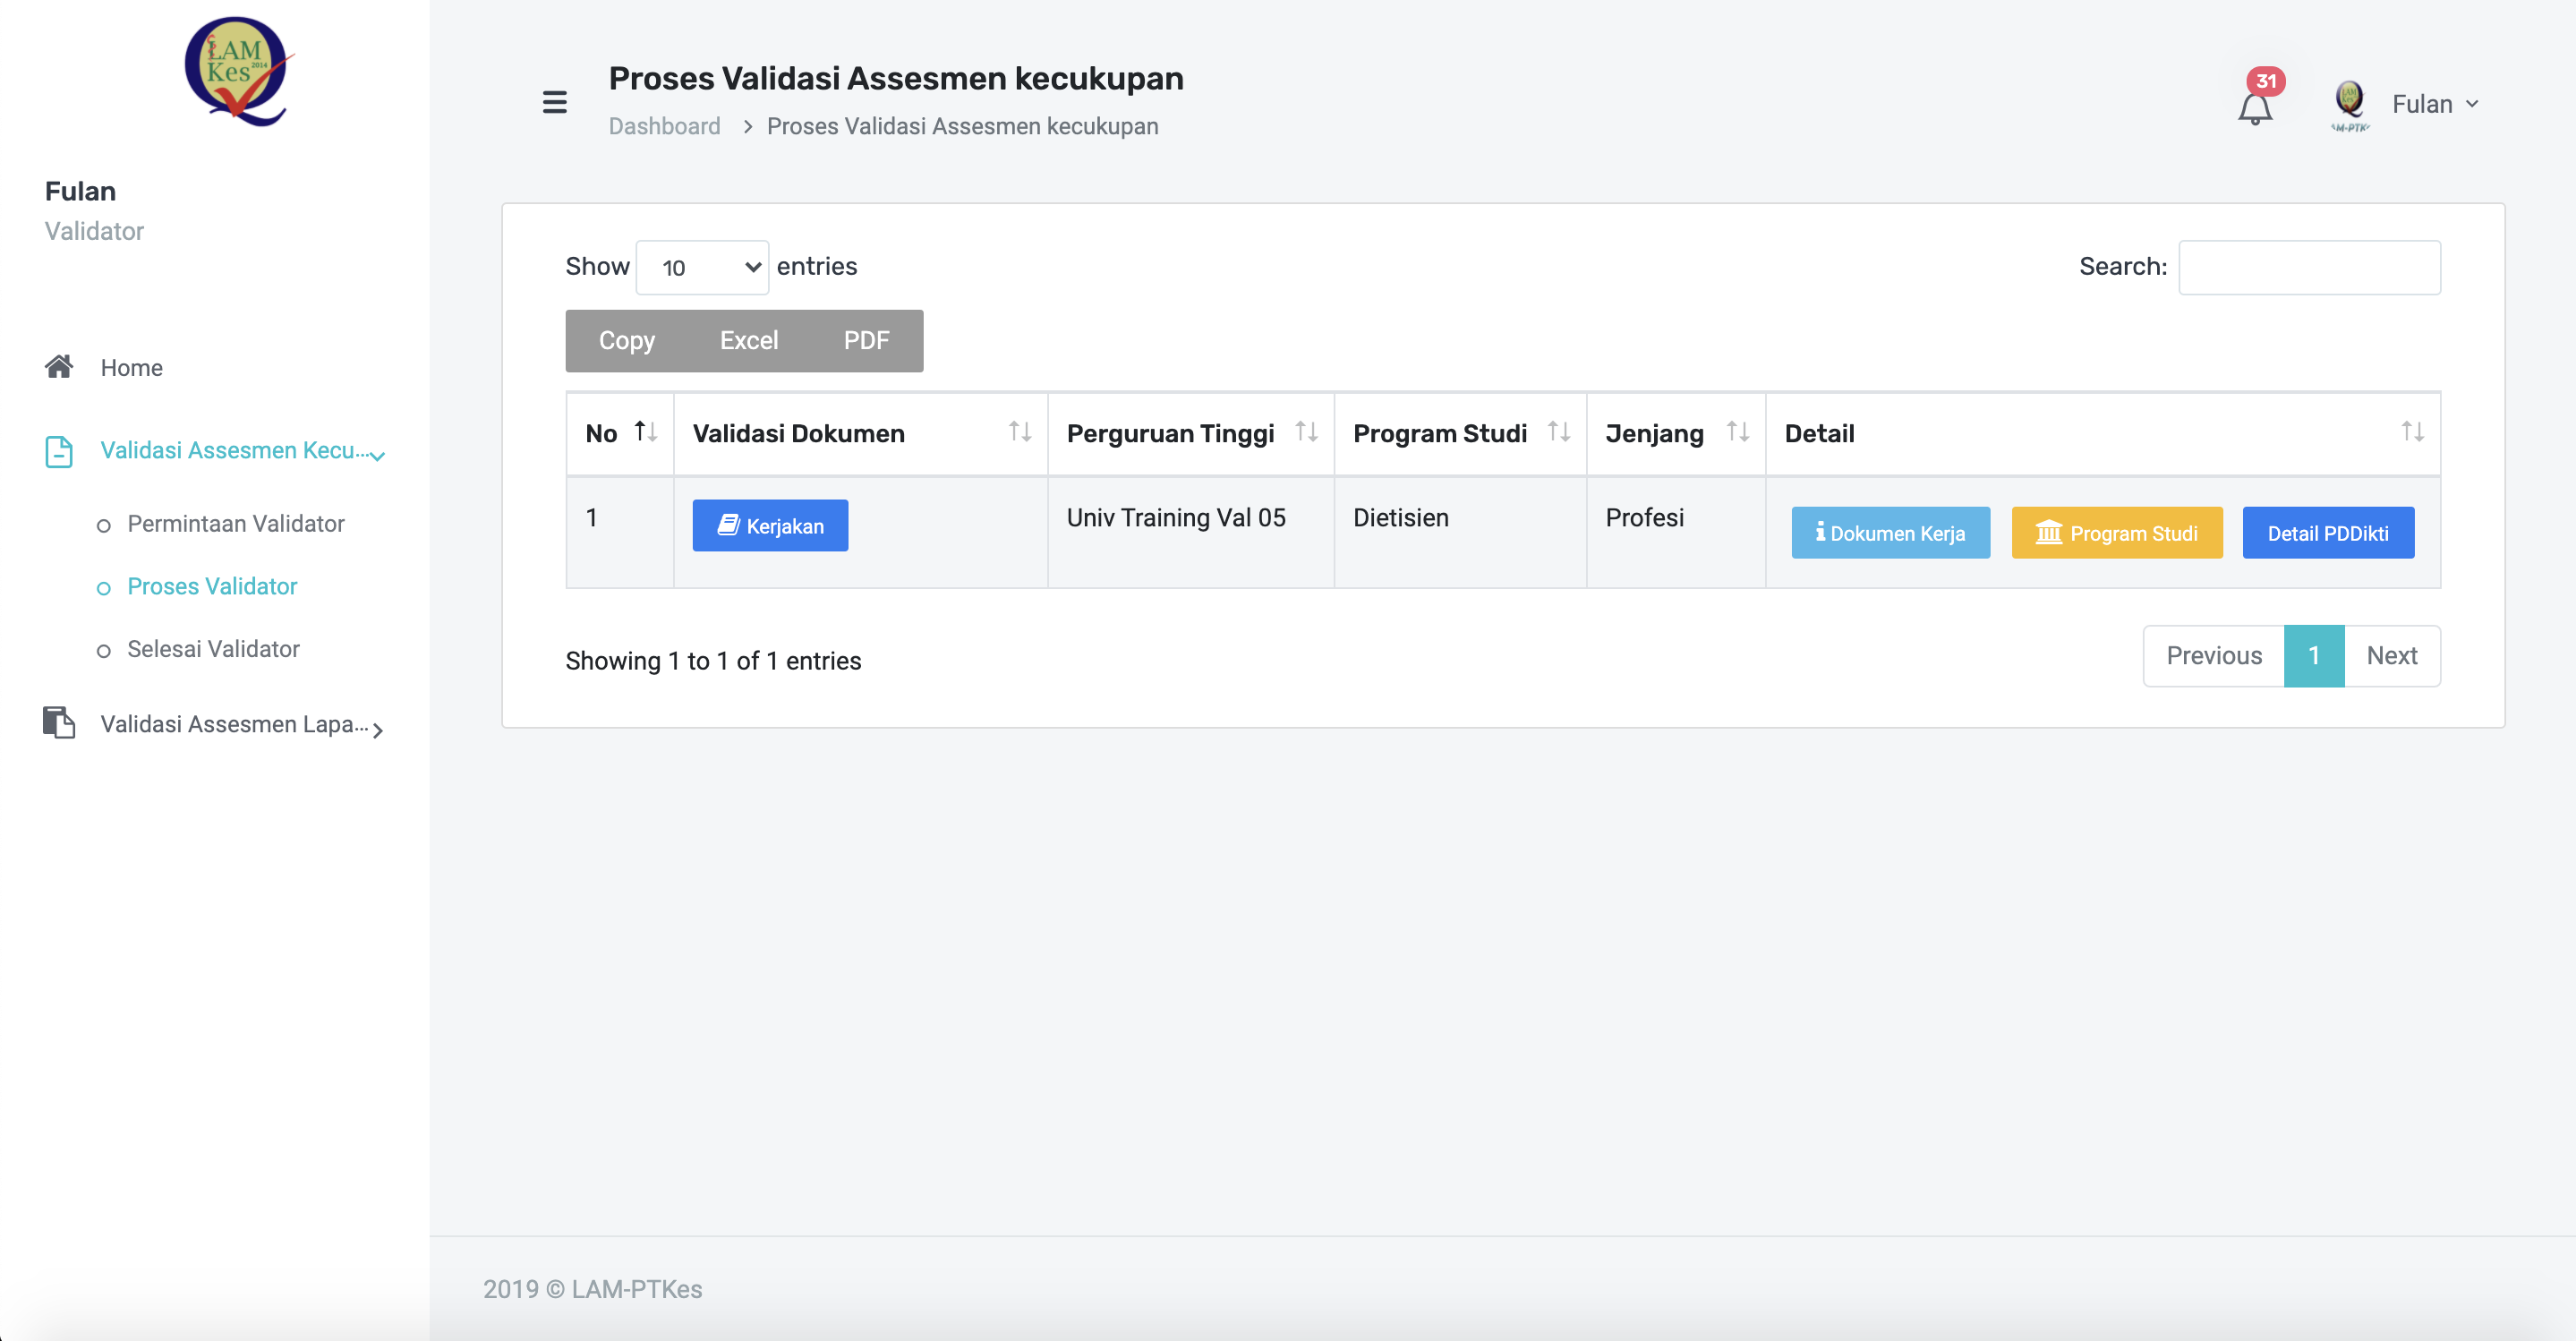 LAM
Kes 2014
Fulan
Validator
Home
Validasi Assesmen Kecu...
Permintaan Validator
Proses Validator
Selesai Validator
Validasi Assesmen Lapa...
Proses Validasi Assesmen kecukupan
Dashboard > Proses Validasi Assesmen kecukupan
31
Fulan
Show 10 entries
Search:
Copy Excel PDF
No Validasi Dokumen Perguruan Tinggi Program Studi Jenjang Detail
1 Kerjakan Univ Training Val 05 Dietisien Profesi Dokumen Kerja Program Studi Detail PDDikti
Showing 1 to 1 of 1 entries
Previous 1 Next
2019 © LAM-PTKes